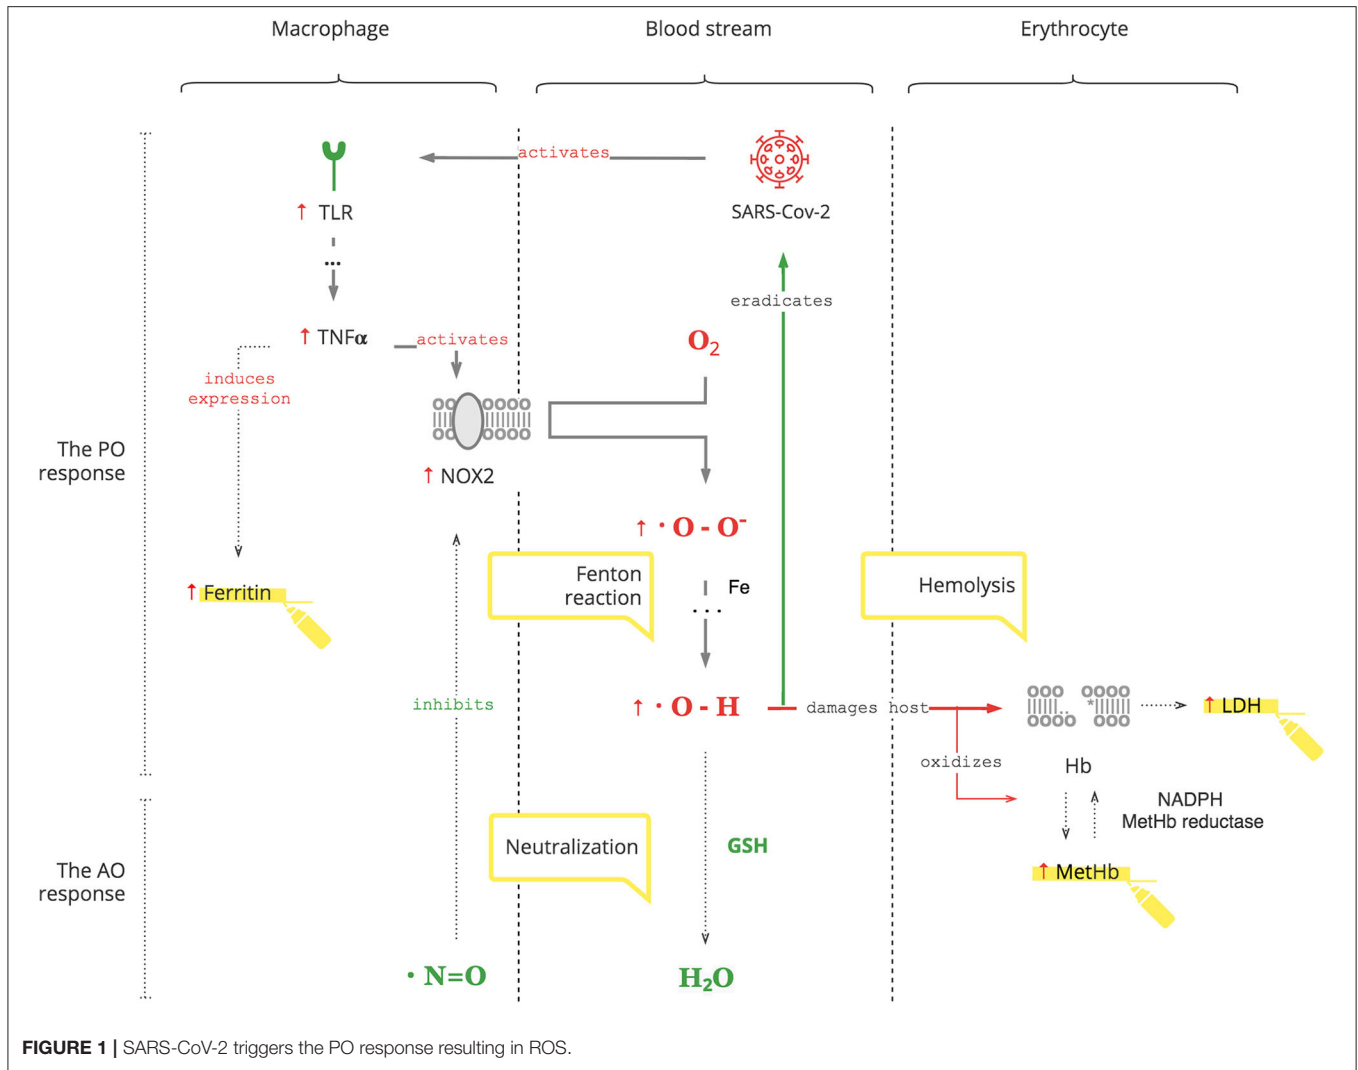 Macrophage
Blood stream
Erythrocyte
activates
↑ TLR
SARS-Cov-2
...
eradicates
↑ TNFα
activates
O₂
induces
expression
The PO
response
↑ NOX2
↑ · O - O⁻
Fenton
reaction
Fe
...
Hemolysis
↑ Ferritin
inhibits
↑ · O - H
damages host
↑ LDH
oxidizes
Hb
NADPH
MetHb reductase
Neutralization
GSH
The AO
response
↑ MetHb
· N=O
H₂O
FIGURE 1 | SARS-CoV-2 triggers the PO response resulting in ROS.